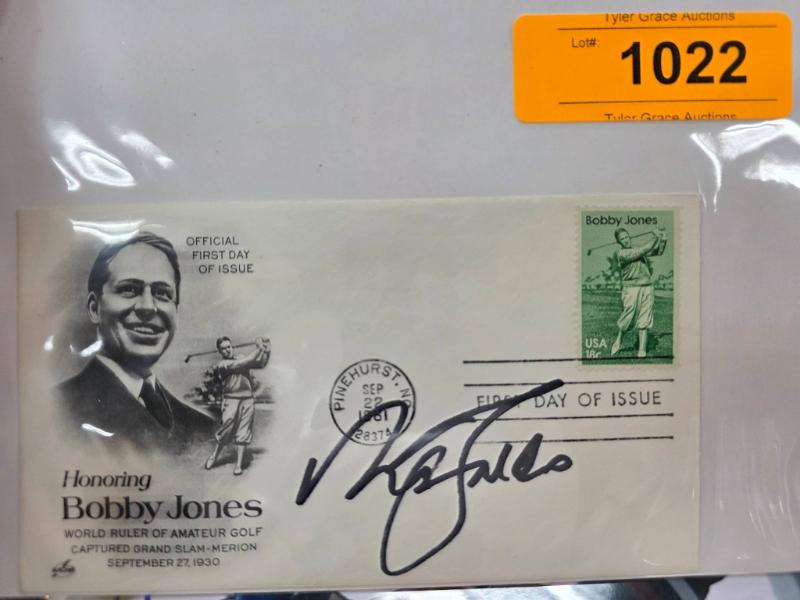 Tyler Grace Auctions
Lot#:
1022
Tyler Grace Auctions
OFFICIAL
FIRST DAY
OF ISSUE
Bobby Jones
USA
18c
PINEHURST, NC
SEP
22
1981
28374
FIRST DAY OF ISSUE
Nick Faldo
Honoring
Bobby Jones
WORLD RULER OF AMATEUR GOLF
CAPTURED GRAND SLAM-MERION
SEPTEMBER 27, 1930